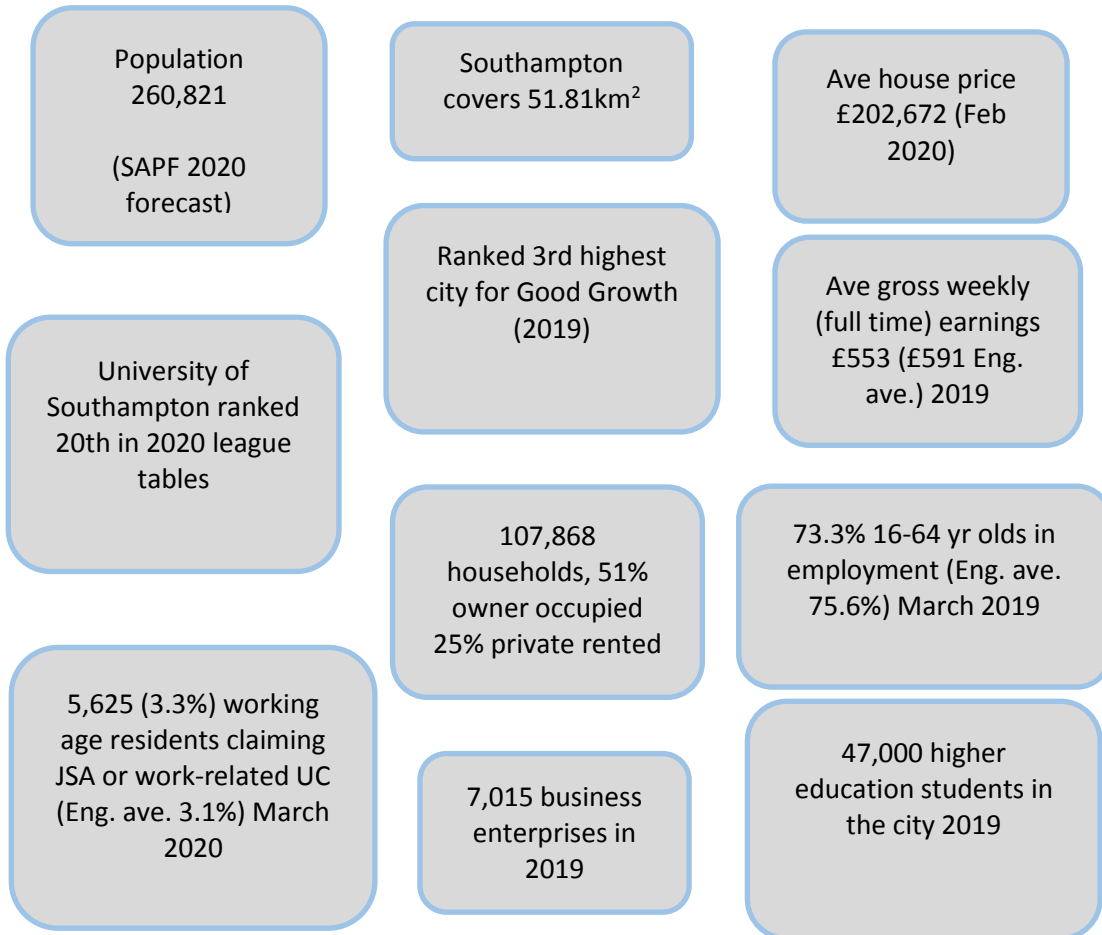 Population
260,821
(SAPF 2020
forecast)
Southampton
covers 51.81km²
Ave house price
£202,672 (Feb
2020)
Ranked 3rd highest
city for Good Growth
(2019)
Ave gross weekly
(full time) earnings
£553 (£591 Eng.
ave.) 2019
University of
Southampton ranked
20th in 2020 league
tables
107,868
households, 51%
owner occupied
25% private rented
73.3% 16-64 yr olds in
employment (Eng. ave.
75.6%) March 2019
5,625 (3.3%) working
age residents claiming
JSA or work-related UC
(Eng. ave. 3.1%) March
2020
7,015 business
enterprises in
2019
47,000 higher
education students in
the city 2019